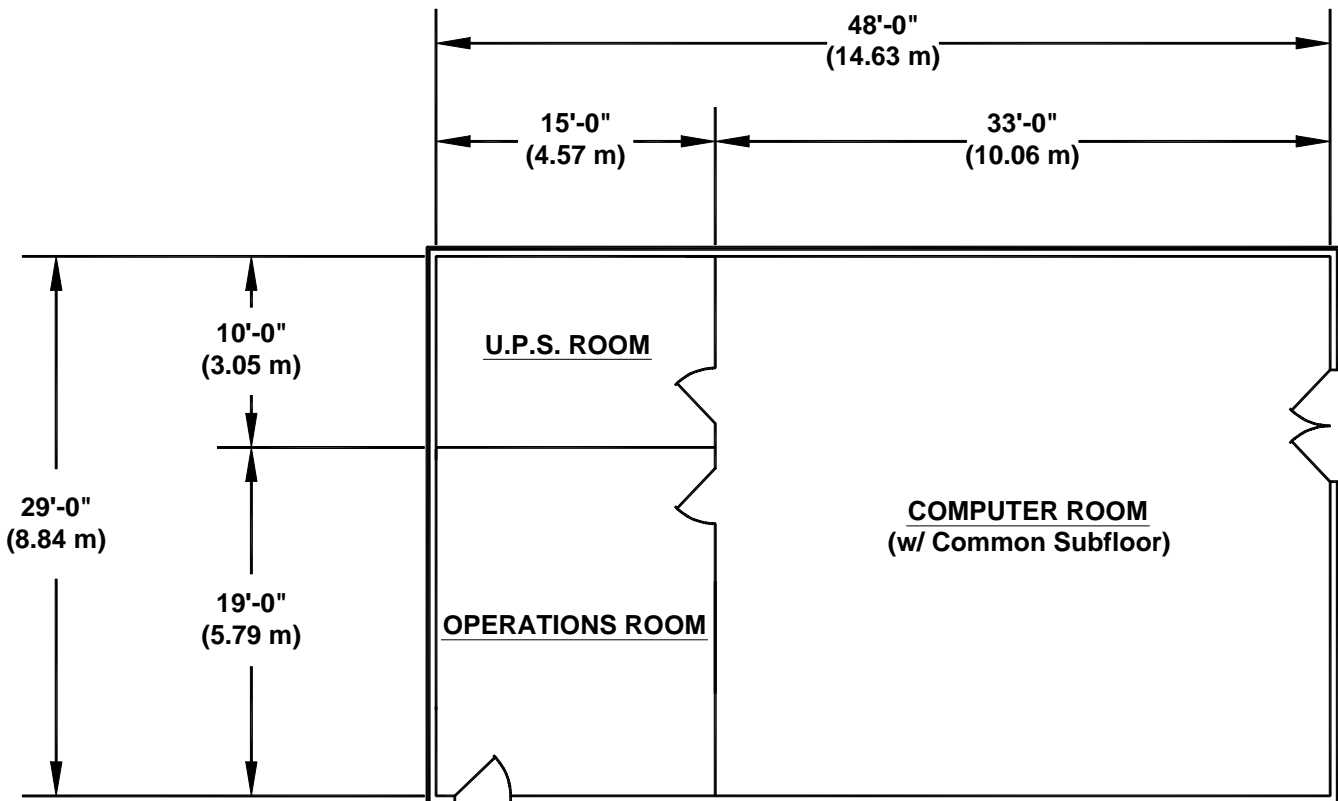 48'-0"
(14.63 m)
15'-0"
(4.57 m)
33'-0"
(10.06 m)
10'-0"
(3.05 m)
U.P.S. ROOM
29'-0"
(8.84 m)
COMPUTER ROOM
(w/ Common Subfloor)
19'-0"
(5.79 m)
OPERATIONS ROOM